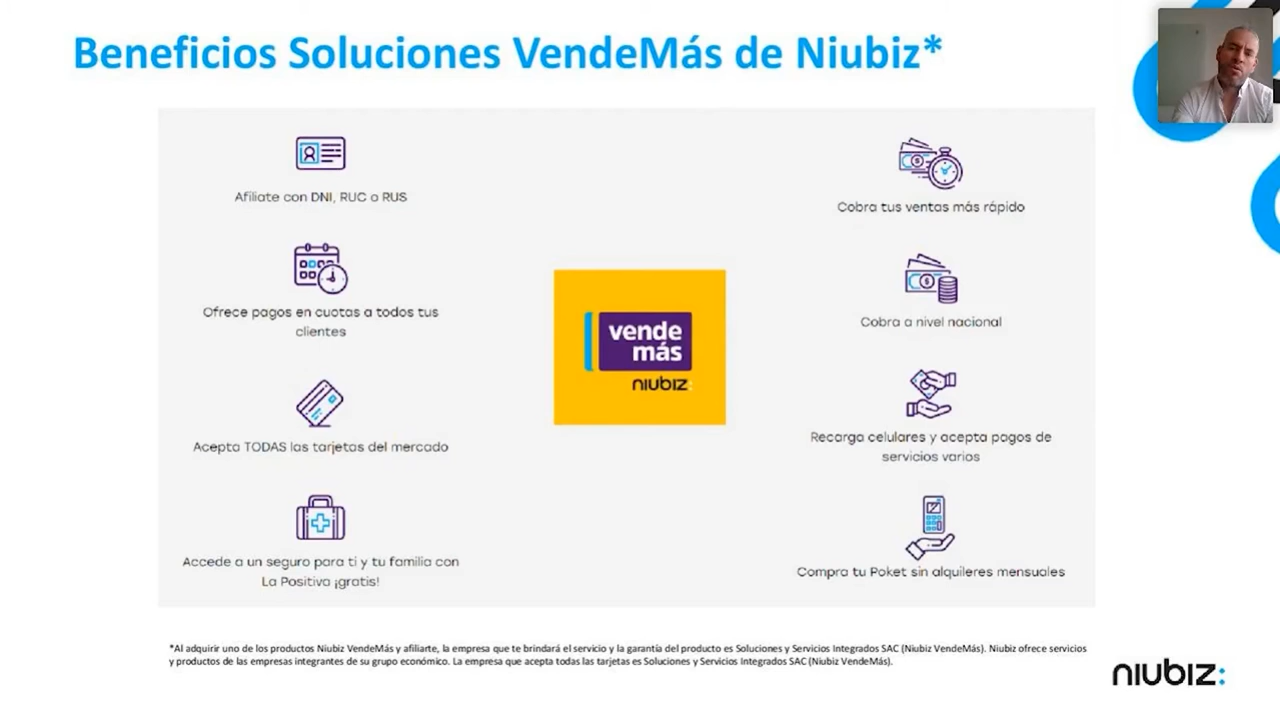 Beneficios Soluciones VendeMás de Niubiz*
Afíliate con DNI, RUC o RUS
Ofrece pagos en cuotas a todos tus
clientes
Acepta TODAS las tarjetas del mercado
Accede a un seguro para ti y tu familia con
La Positiva ¡gratis!
vende
más
niubiz:
Cobra tus ventas más rápido
Cobra a nivel nacional
Recarga celulares y acepta pagos de
servicios varios
Compra tu Poket sin alquileres mensuales
*Al adquirir uno de los productos Niubiz VendeMás y afiliarte, la empresa que te brindará el servicio y la garantía del producto es Soluciones y Servicios Integrados SAC (Niubiz VendeMás). Niubiz ofrece servicios
y productos de las empresas integrantes de su grupo económico. La empresa que acepta todas las tarjetas es Soluciones y Servicios Integrados SAC (Niubiz VendeMás).
niubiz: